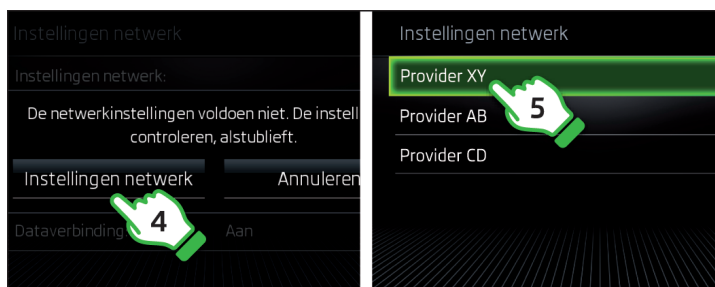 Instellingen netwerk
Instellingen netwerk:
De netwerkinstellingen voldoen niet. De instell
controleren, alstublieft.
Instellingen netwerk
Annuleren
4
Dataverbinding
Aan
Instellingen netwerk
Provider XY
5
Provider AB
Provider CD